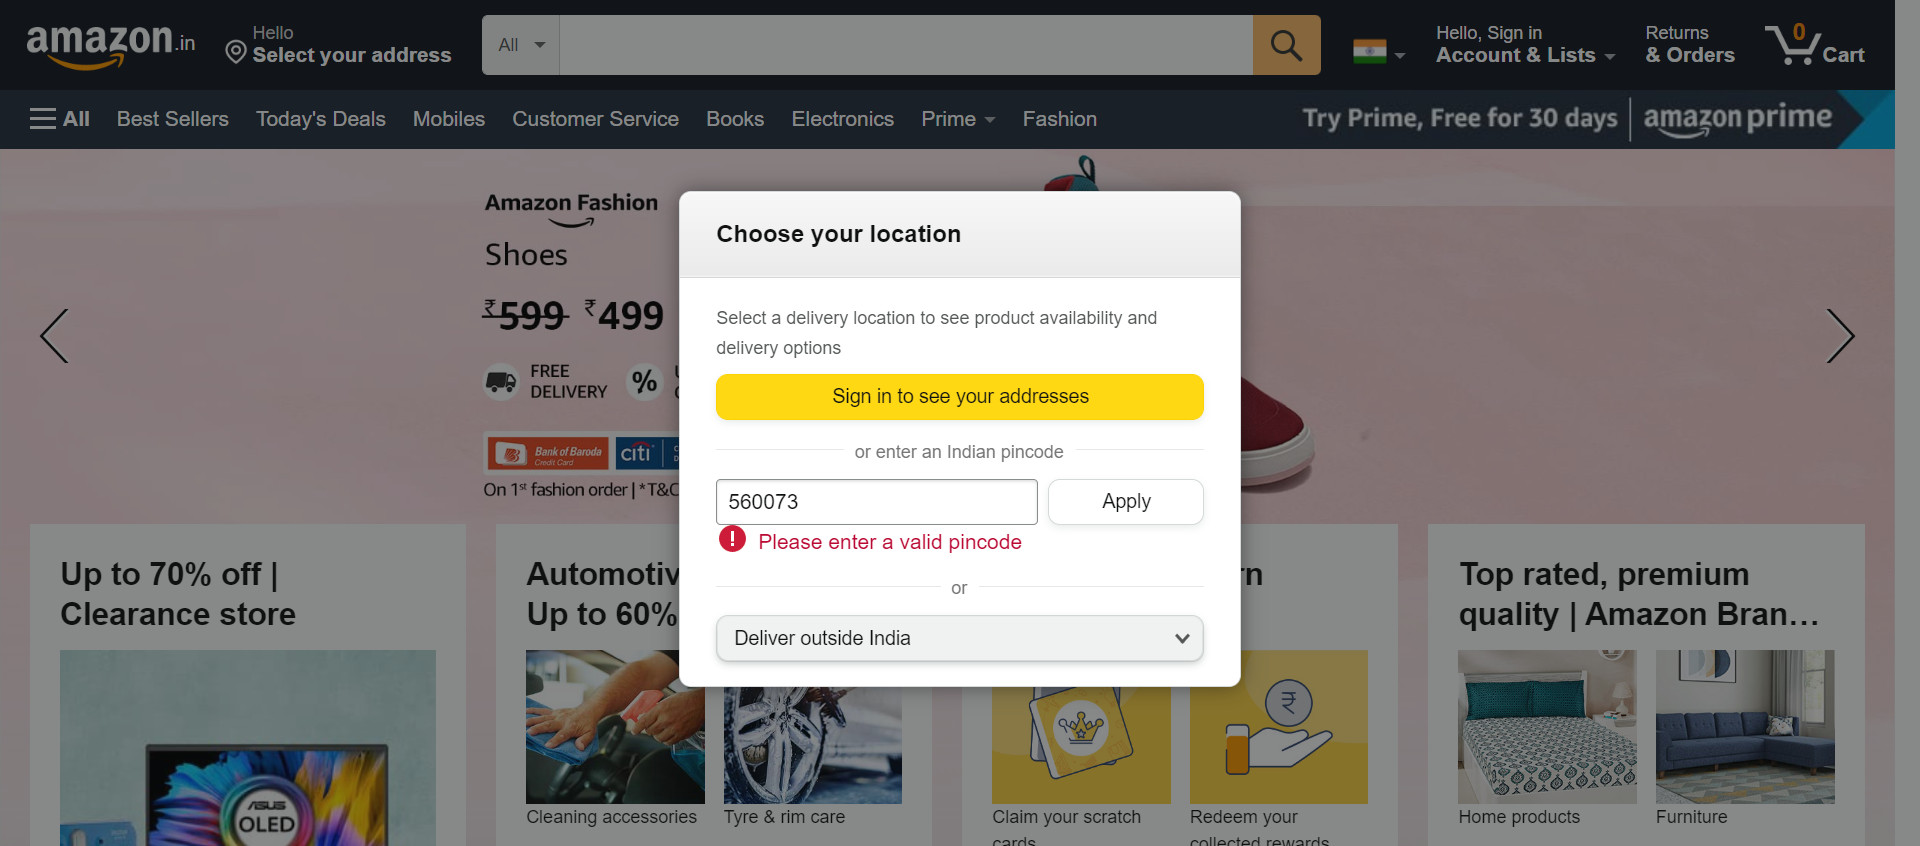 amazon.in
Hello
Select your address
All
Hello, Sign in
Account & Lists
Returns
& Orders
0
Cart
All
Best Sellers
Today's Deals
Mobiles
Customer Service
Books
Electronics
Prime
Fashion
Try Prime, Free for 30 days
amazon prime
Amazon Fashion
Shoes
₹599 ₹499
FREE
DELIVERY
%
Bank of Baroda
Credit Card
citi
On 1st fashion order | *T&C
Choose your location
Select a delivery location to see product availability and
delivery options
Sign in to see your addresses
or enter an Indian pincode
560073
Apply
Please enter a valid pincode
or
Deliver outside India
Up to 70% off |
Clearance store
ASUS
OLED
Automotiv
Up to 60%
Cleaning accessories
Tyre & rim care
rn
Claim your scratch
cards
₹
Redeem your
collected rewards
Top rated, premium
quality | Amazon Bran…
Home products
Furniture